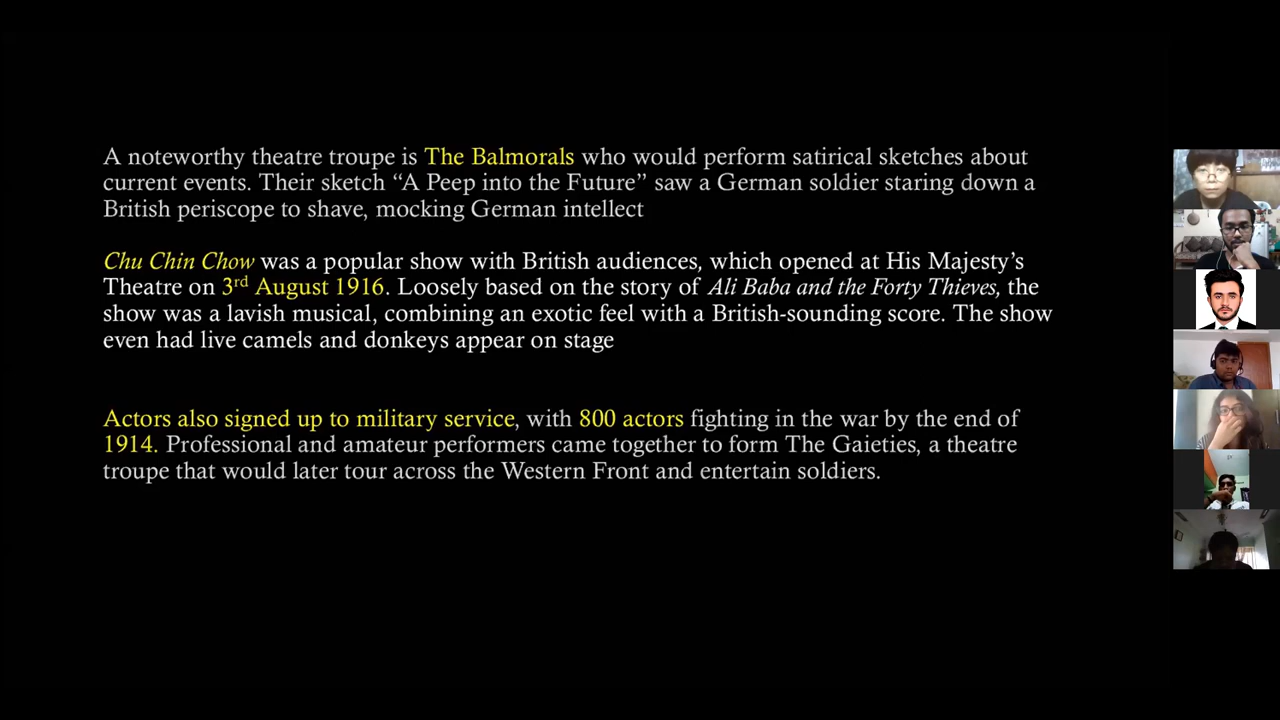 A noteworthy theatre troupe is The Balmorals who would perform satirical sketches about
current events. Their sketch “A Peep into the Future” saw a German soldier staring down a
British periscope to shave, mocking German intellect
Chu Chin Chow was a popular show with British audiences, which opened at His Majesty’s
Theatre on 3rd August 1916. Loosely based on the story of Ali Baba and the Forty Thieves, the
show was a lavish musical, combining an exotic feel with a British-sounding score. The show
even had live camels and donkeys appear on stage
Actors also signed up to military service, with 800 actors fighting in the war by the end of
1914. Professional and amateur performers came together to form The Gaieties, a theatre
troupe that would later tour across the Western Front and entertain soldiers.